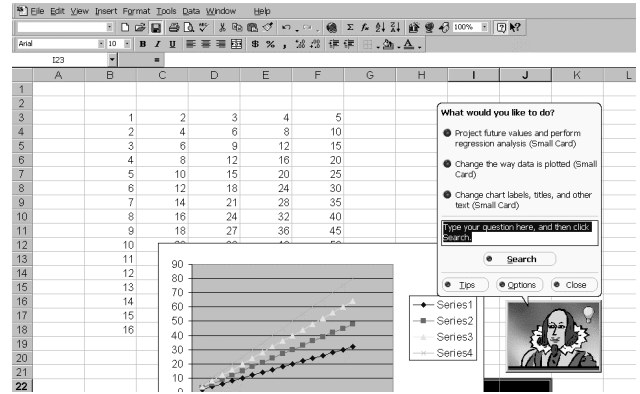 File Edit View Insert Format Tools Data Window Help
Σ fx 100% ?
Arial 10 B I U $ % ,
I23 =
A B C D E F G H I J K L
1
2
3 1 2 3 4 5
4 2 4 6 8 10
5 3 6 9 12 15
6 4 8 12 16 20
7 5 10 15 20 25
8 6 12 18 24 30
9 7 14 21 28 35
10 8 16 24 32 40
11 9 18 27 36 45
12 10
13 11
14 12
15 13
16 14
17 15
18 16
19
20
21
22
What would you like to do?
Project future values and perform
regression analysis (Small Card)
Change the way data is plotted (Small
Card)
Change chart labels, titles, and other
text (Small Card)
Type your question here, and then click
Search.
Search
Tips Options Close
90
80
70
60
50
40
30
20
10
0
Series1
Series2
Series3
Series4